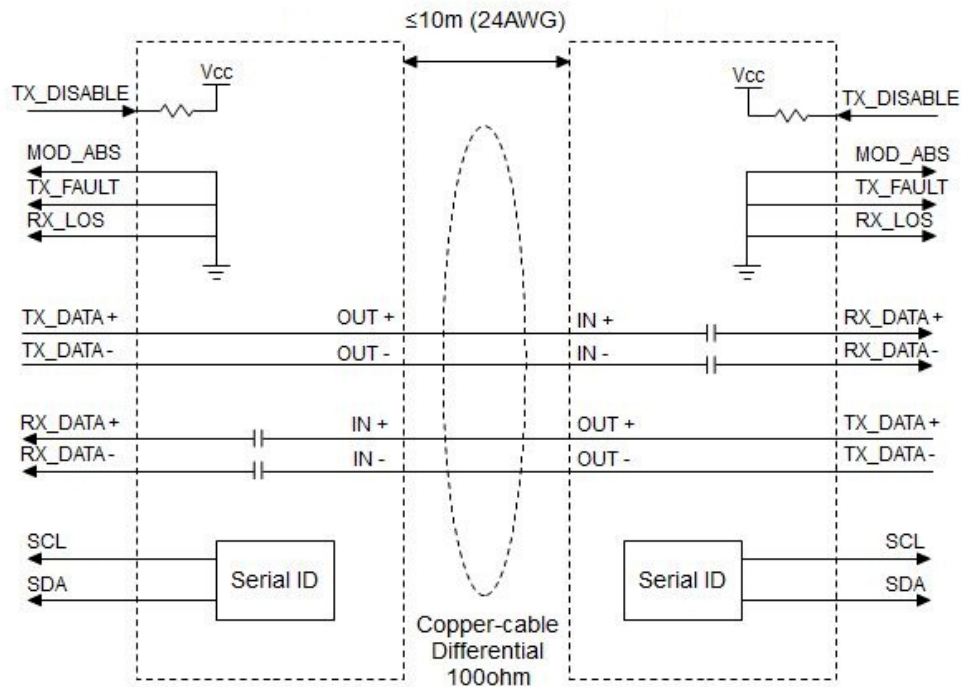 ≤10m (24AWG)
Vcc
Vcc
TX_DISABLE
TX_DISABLE
MOD_ABS
MOD_ABS
TX_FAULT
TX_FAULT
RX_LOS
RX_LOS
TX_DATA+
OUT +
IN +
RX_DATA+
TX_DATA-
OUT -
IN -
RX_DATA-
RX_DATA+
IN +
OUT +
TX_DATA+
RX_DATA-
IN -
OUT -
TX_DATA-
SCL
SCL
Serial ID
Serial ID
SDA
SDA
Copper-cable
Differential
100ohm